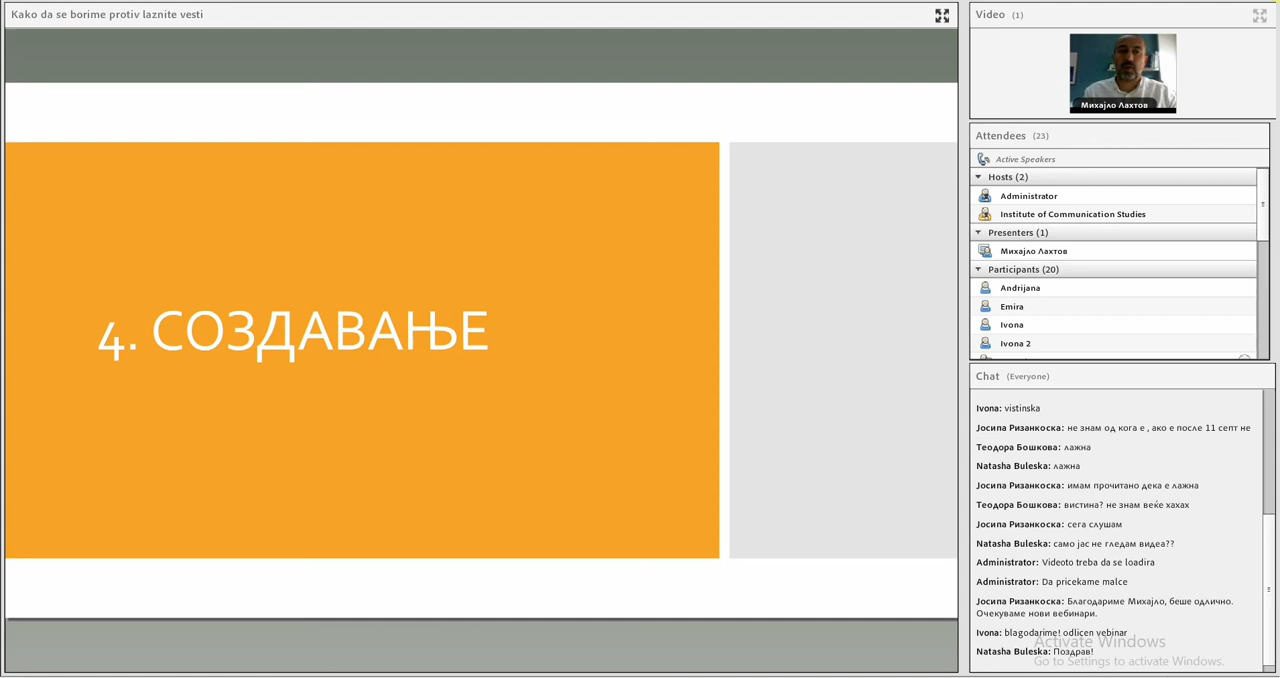 Kako da se borime protiv laznite vesti
4. СОЗДАВАЊЕ
Video (1)
Михајло Лахтов
Attendees (23)
Active Speakers
Hosts (2)
Administrator
Institute of Communication Studies
Presenters (1)
Михајло Лахтов
Participants (20)
Andrijana
Emira
Ivona
Ivona 2
Chat (Everyone)
Ivona: vistinska
Јосипа Ризанкоска: не знам од кога е , ако е после 11 септ не
Теодора Бошкова: лажна
Natasha Buleska: лажна
Јосипа Ризанкоска: имам прочитано дека е лажна
Теодора Бошкова: вистина? не знам веќе хахах
Јосипа Ризанкоска: сега слушам
Natasha Buleska: само јас не гледам видеа??
Administrator: Videoto treba da se loadira
Administrator: Da pricekame malce
Јосипа Ризанкоска: Благодариме Михајло, беше одлично.
Очекуваме нови вебинари.
Ivona: blagodarime! odlicen vebinar
Natasha Buleska: Поздрав!
Activate Windows
Go to Settings to activate Windows.